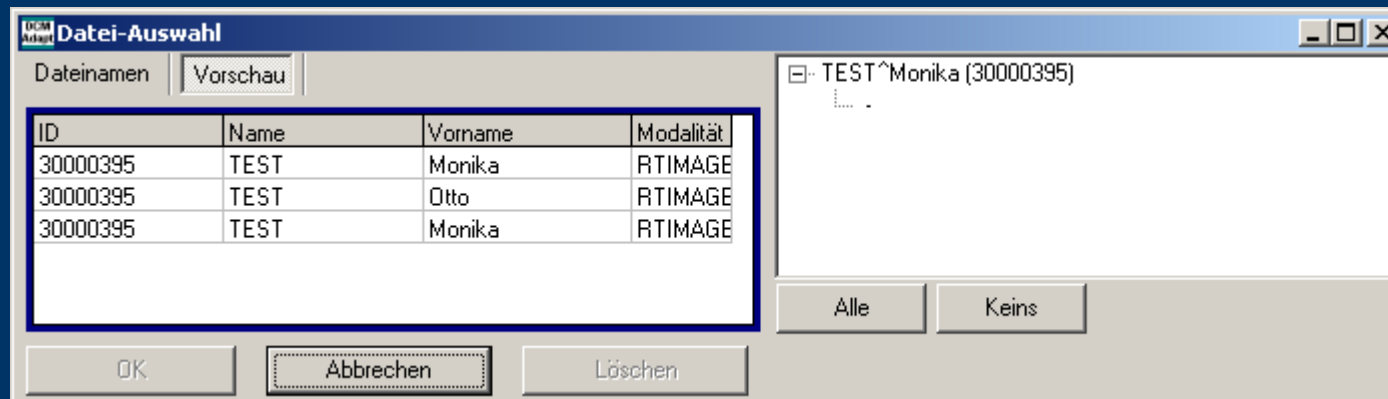 DCM
Adapt Datei-Auswahl
Dateinamen Vorschau
ID Name Vorname Modalität
30000395 TEST Monika RTIMAGE
30000395 TEST Otto RTIMAGE
30000395 TEST Monika RTIMAGE
OK Abbrechen Löschen
TEST^Monika (30000395)
-
Alle Keins